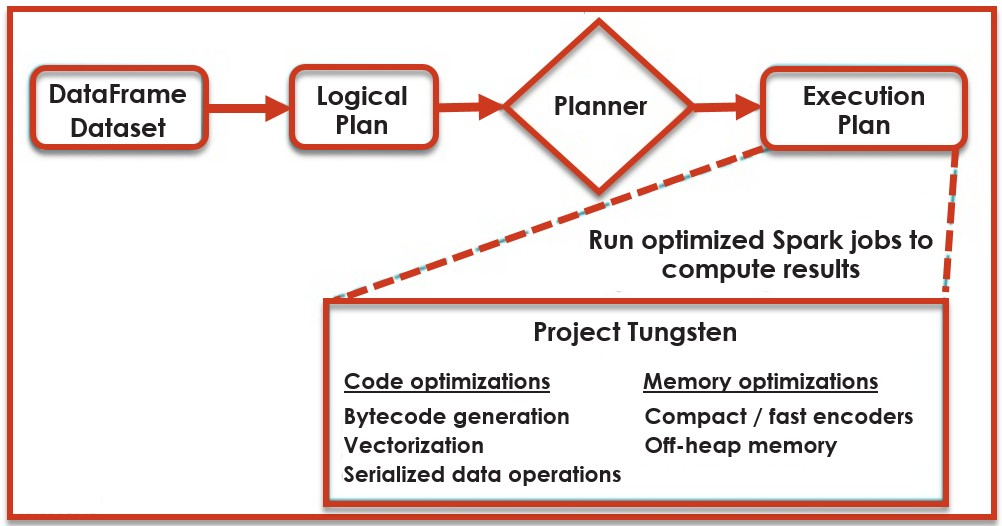 DataFrame
Dataset
Logical
Plan
Planner
Execution
Plan
Run optimized Spark jobs to
compute results
Project Tungsten
Code optimizations
Bytecode generation
Vectorization
Serialized data operations
Memory optimizations
Compact / fast encoders
Off-heap memory